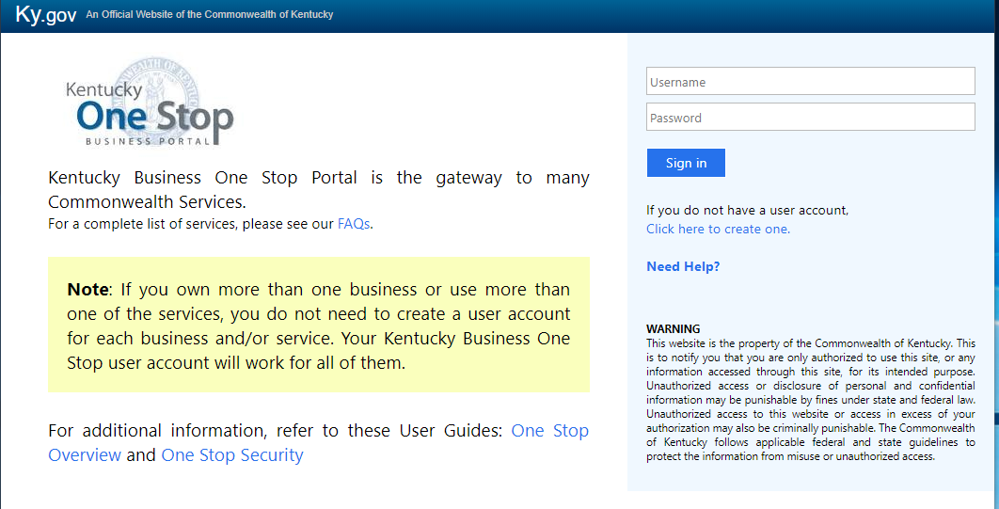 Ky.gov An Official Website of the Commonwealth of Kentucky
Kentucky
One Stop
BUSINESS PORTAL
Kentucky Business One Stop Portal is the gateway to many
Commonwealth Services.
For a complete list of services, please see our FAQs.
Note: If you own more than one business or use more than
one of the services, you do not need to create a user account
for each business and/or service. Your Kentucky Business One
Stop user account will work for all of them.
For additional information, refer to these User Guides: One Stop
Overview and One Stop Security
Username
Password
Sign in
If you do not have a user account,
Click here to create one.
Need Help?
WARNING
This website is the property of the Commonwealth of Kentucky. This
is to notify you that you are only authorized to use this site, or any
information accessed through this site, for its intended purpose.
Unauthorized access or disclosure of personal and confidential
information may be punishable by fines under state and federal law.
Unauthorized access to this website or access in excess of your
authorization may also be criminally punishable. The Commonwealth
of Kentucky follows applicable federal and state guidelines to
protect the information from misuse or unauthorized access.